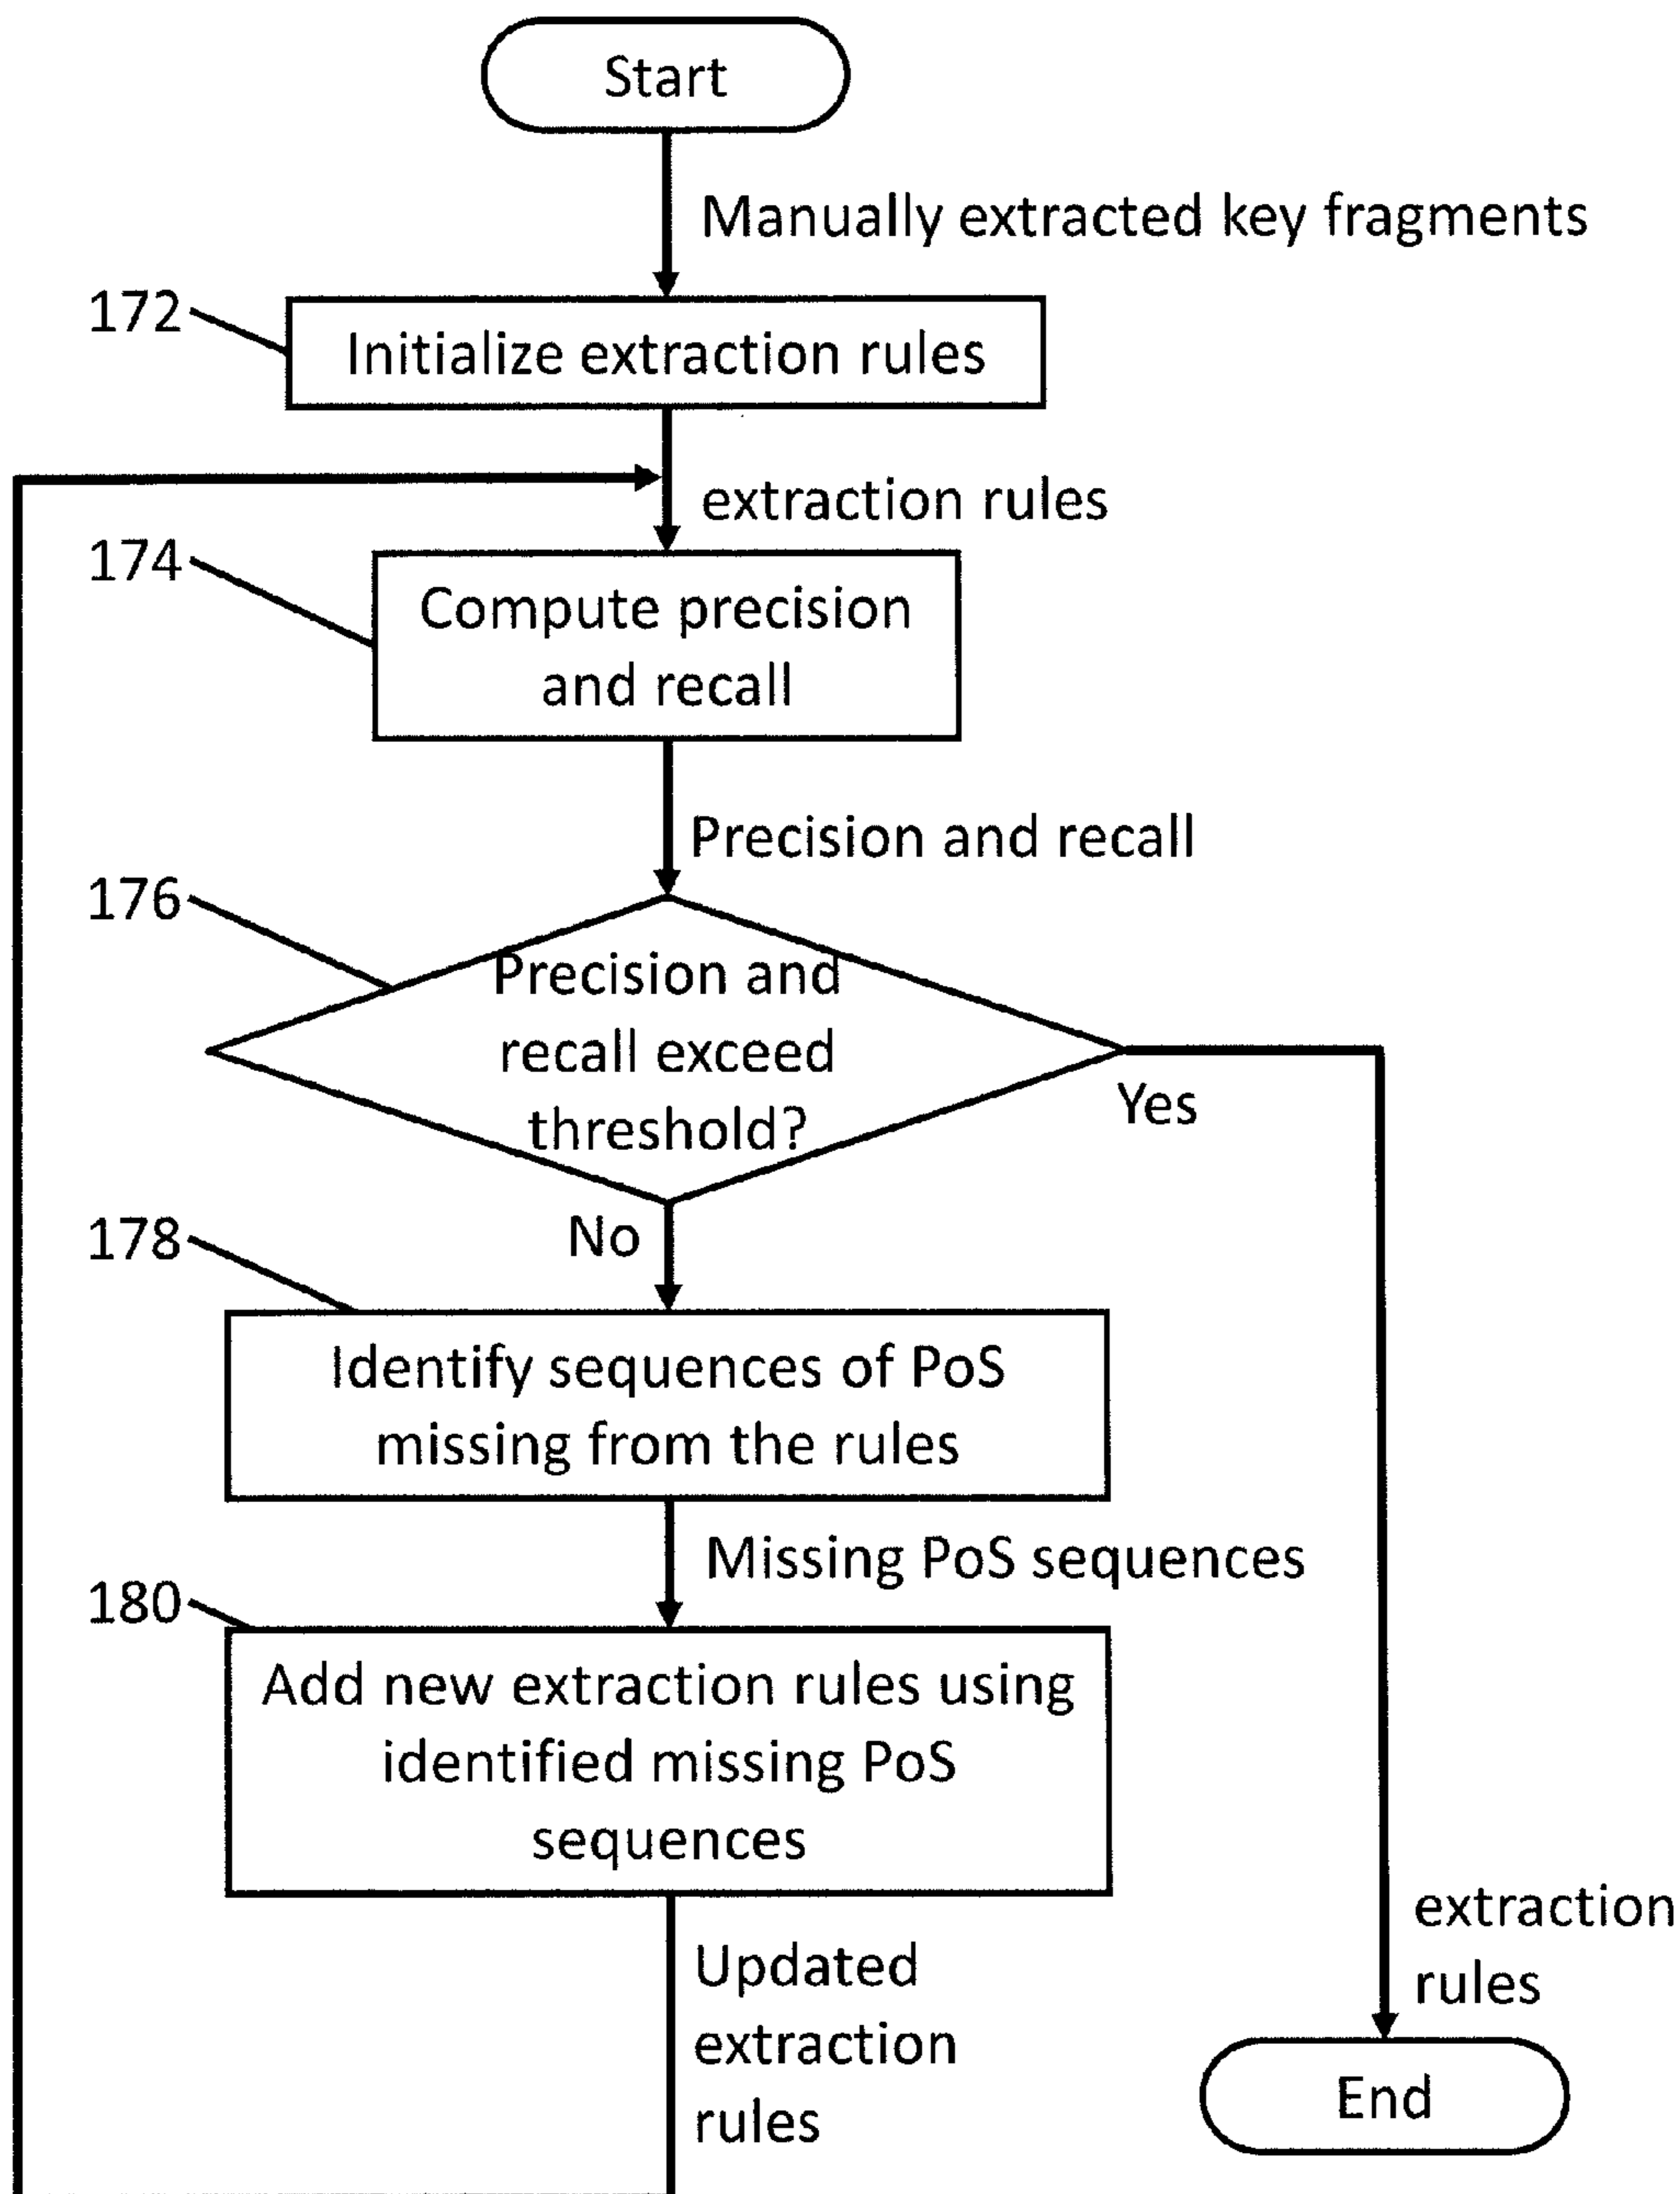 Start
Manually extracted key fragments
172
Initialize extraction rules
extraction rules
174
Compute precision
and recall
Precision and recall
176
Precision and
recall exceed
threshold?
Yes
No
178
Identify sequences of PoS
missing from the rules
Missing PoS sequences
180
Add new extraction rules using
identified missing PoS
sequences
extraction
rules
Updated
extraction
rules
End